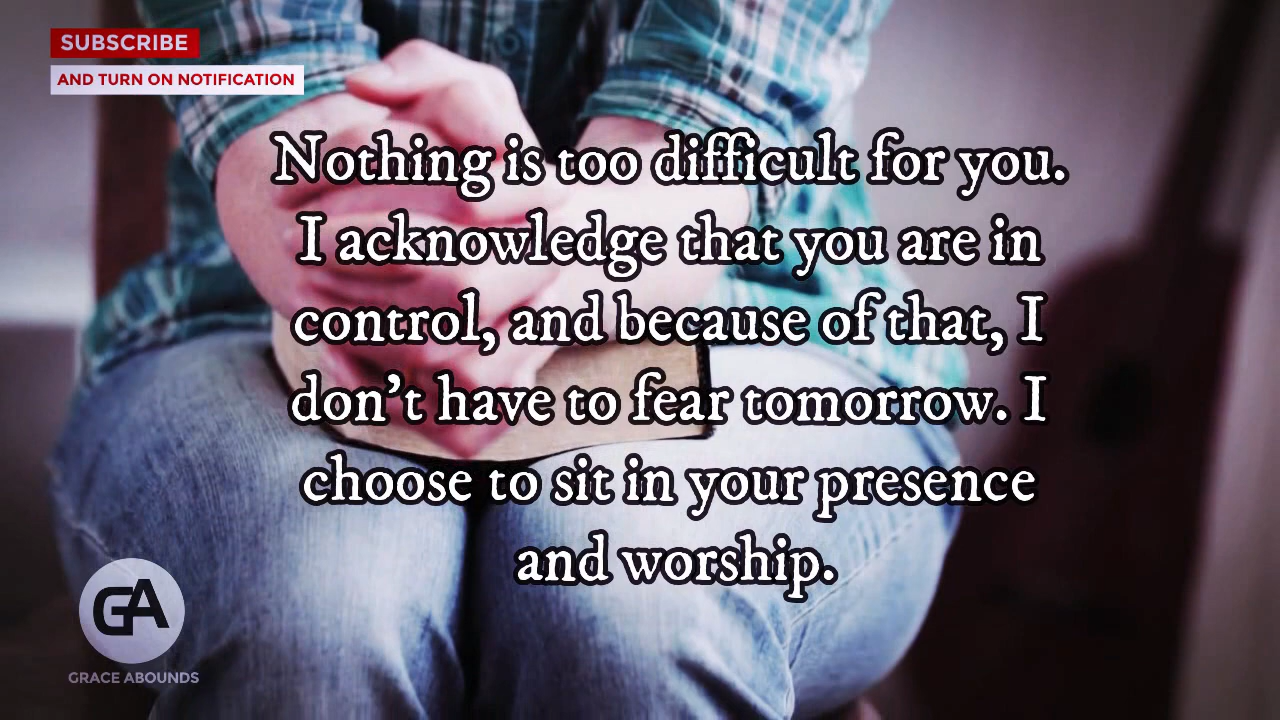 SUBSCRIBE
AND TURN ON NOTIFICATION
Nothing is too difficult for you.
I acknowledge that you are in
control, and because of that, I
don’t have to fear tomorrow. I
choose to sit in your presence
and worship.
GA
GRACE ABOUNDS